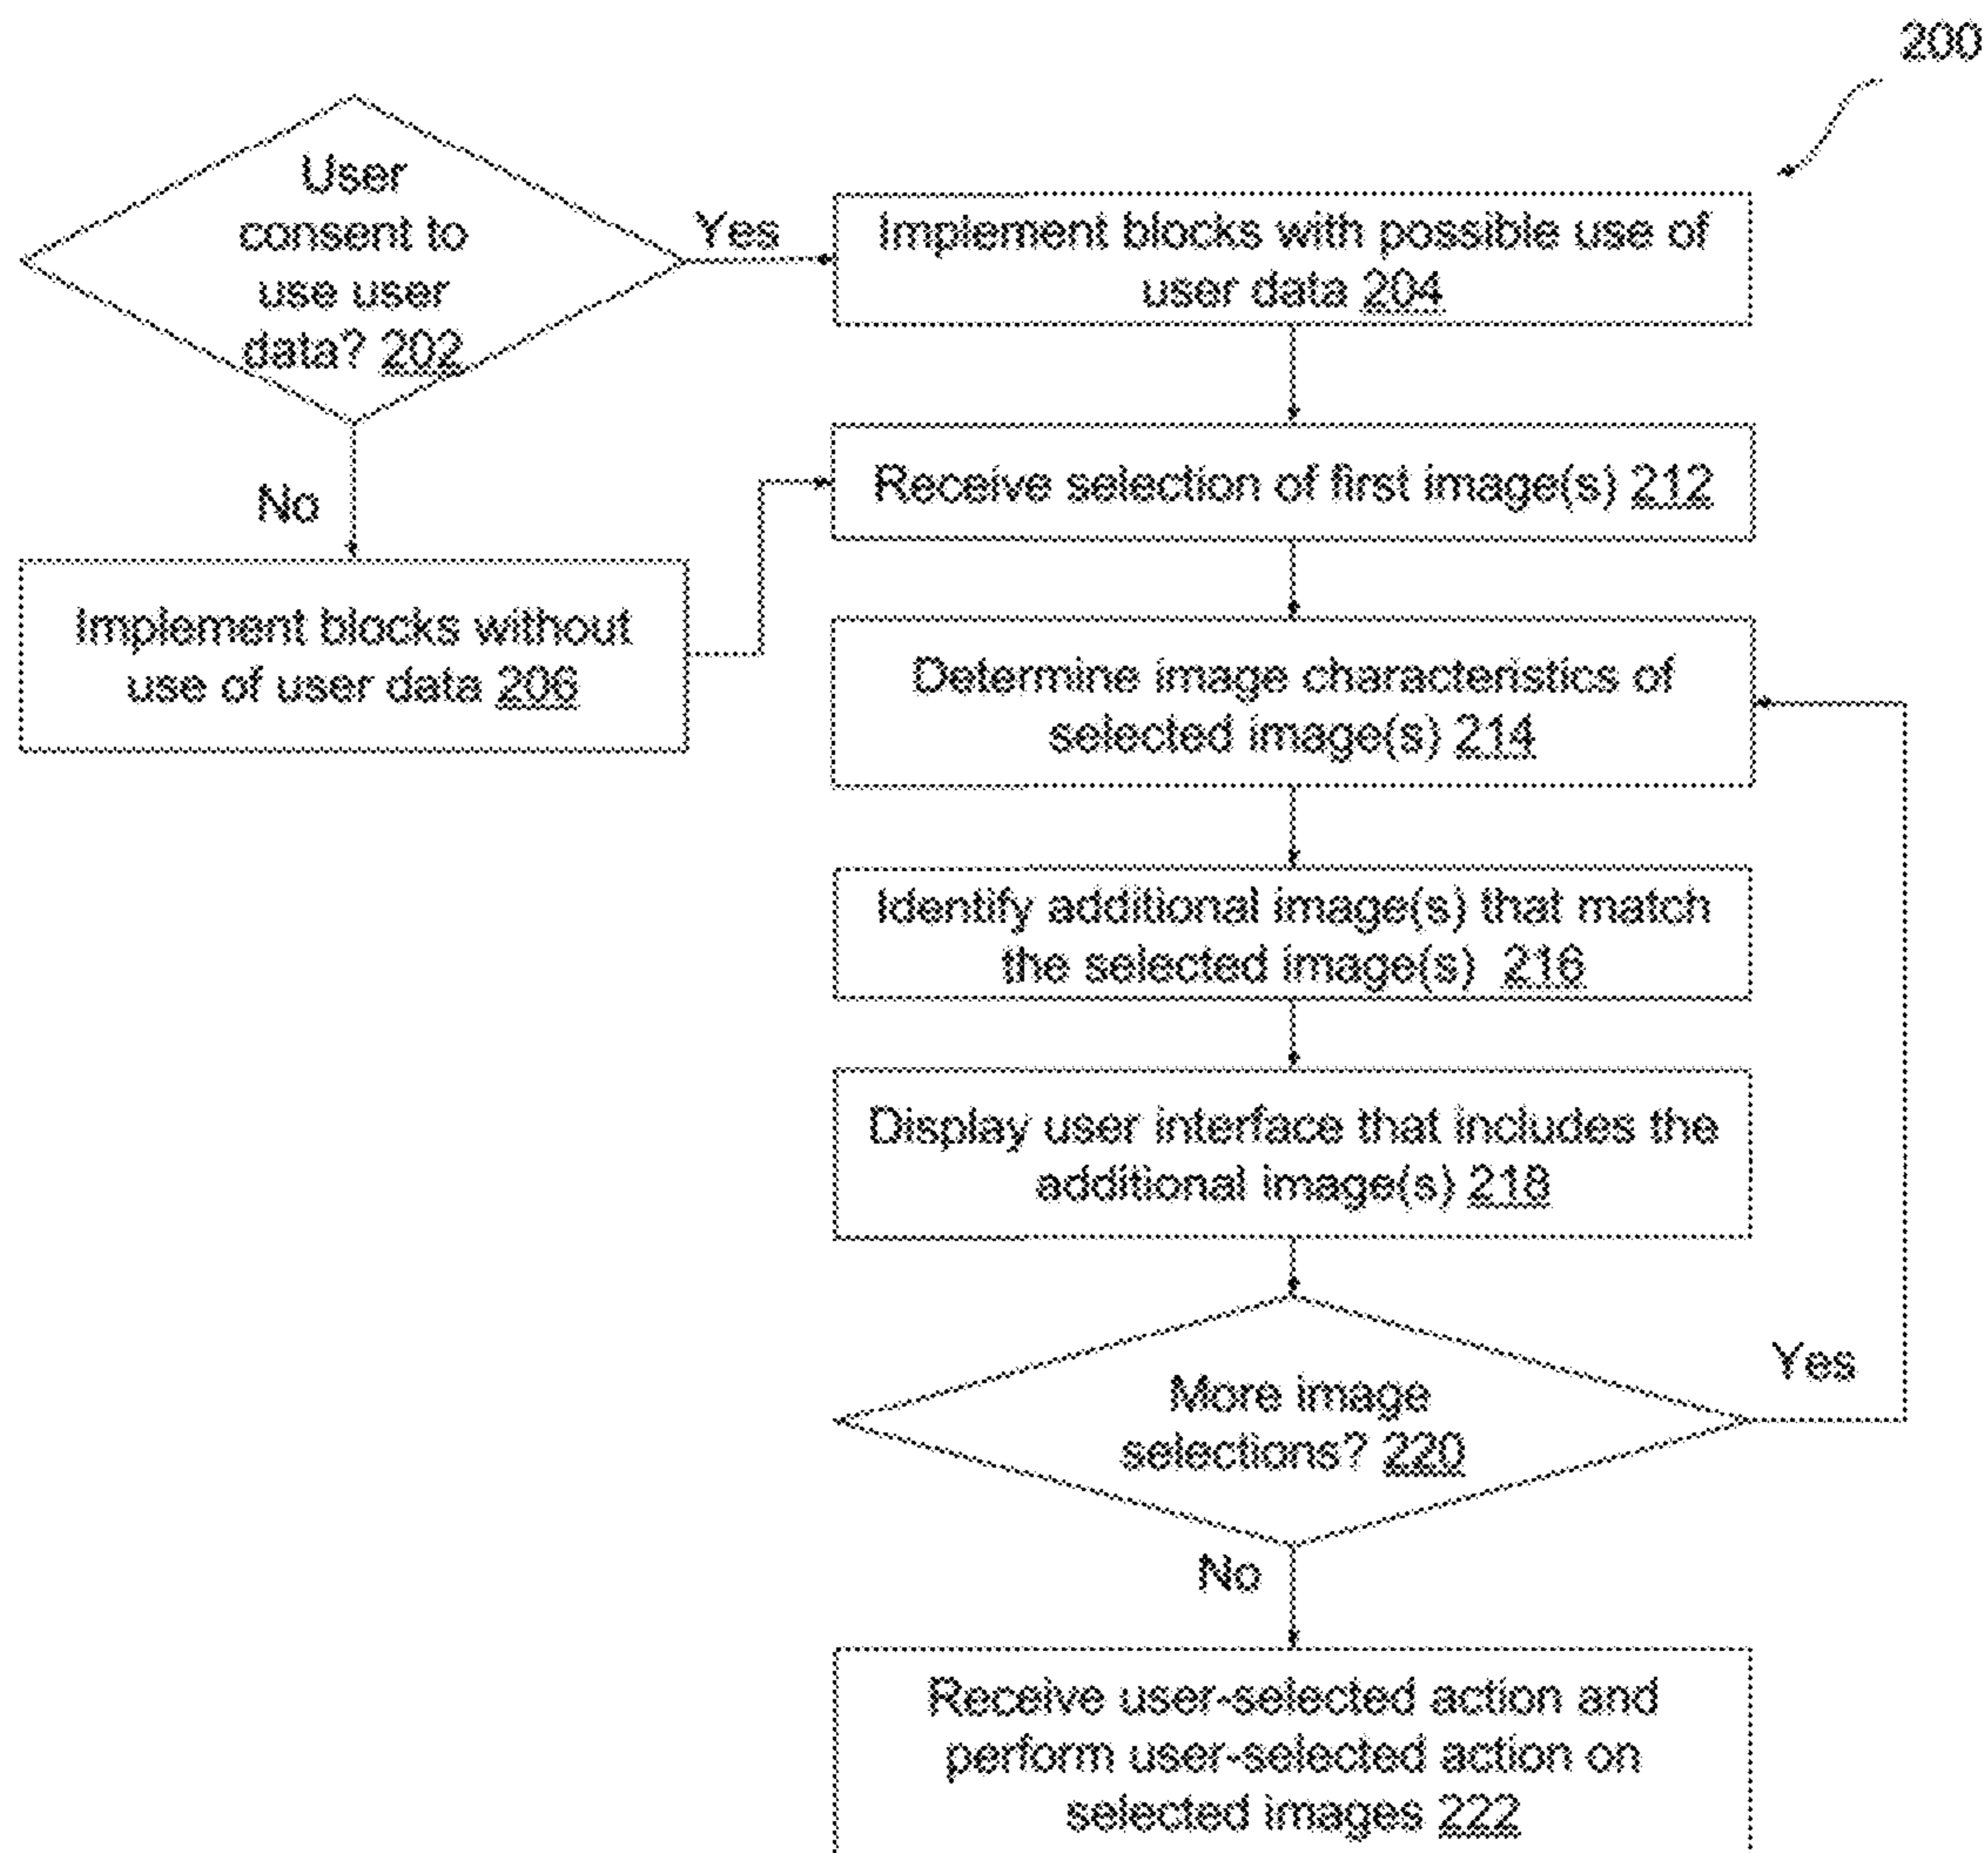 200
User
consent to
use user
data? 202
Yes
Implement blocks with possible use of
user data 204
No
Receive selection of first image(s) 212
Implement blocks without
use of user data 206
Determine image characteristics of
selected image(s) 214
Identify additional image(s) that match
the selected image(s) 216
Display user interface that includes the
additional image(s) 218
More image
selections? 220
Yes
No
Receive user-selected action and
perform user-selected action on
selected images 222